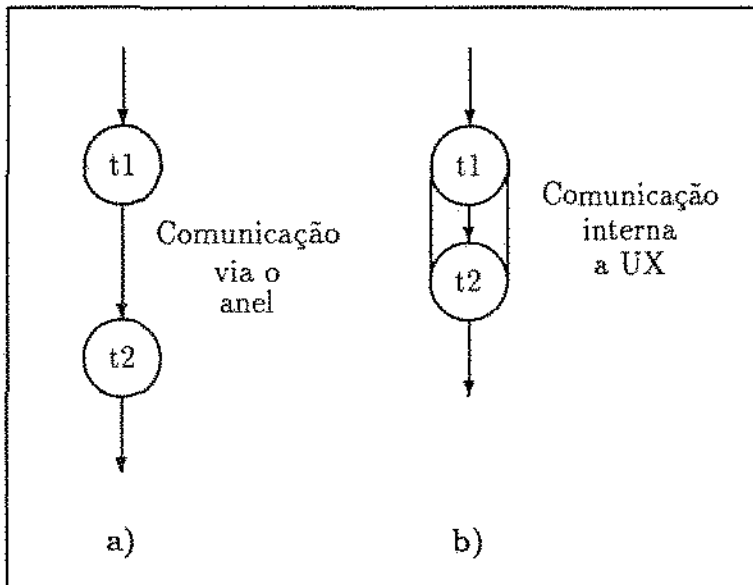 t1
Comunicação
via o
anel
t2
a)
t1
Comunicação
interna
a UX
t2
b)